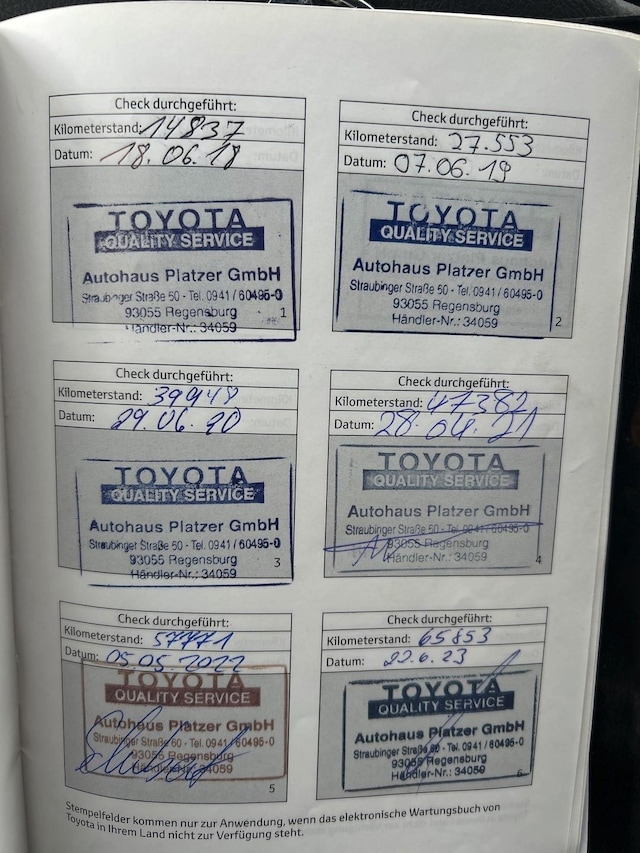 Check durchgeführt:
Kilometerstand: 14837
Datum: 18.06.18
TOYOTA
QUALITY SERVICE
Autohaus Platzer GmbH
Straubinger Straße 50 - Tel. 0941 / 60495-0
93055 Regensburg
Händler-Nr.: 34059
1
Check durchgeführt:
Kilometerstand: 27.553
Datum: 07.06.19
TOYOTA
QUALITY SERVICE
Autohaus Platzer GmbH
Straubinger Straße 50 - Tel. 0941 / 60495-0
93055 Regensburg
Händler-Nr.: 34059
2
Check durchgeführt:
Kilometerstand: 39948
Datum: 29.06.20
TOYOTA
QUALITY SERVICE
Autohaus Platzer GmbH
Straubinger Straße 50 - Tel. 0941 / 60495-0
93055 Regensburg
Händler-Nr.: 34059
3
Check durchgeführt:
Kilometerstand: 47382
Datum: 28.04.21
TOYOTA
QUALITY SERVICE
Autohaus Platzer GmbH
Straubinger Straße 50 - Tel. 0941 / 60495-0
93055 Regensburg
Händler-Nr.: 34059
4
Check durchgeführt:
Kilometerstand: 57771
Datum: 05.05.2022
TOYOTA
QUALITY SERVICE
Autohaus Platzer GmbH
Straubinger Straße 50 - Tel. 0941 / 60495-0
93055 Regensburg
Händler-Nr.: 34059
5
Check durchgeführt:
Kilometerstand: 65853
Datum: 22.6.23
TOYOTA
QUALITY SERVICE
Autohaus Platzer GmbH
Straubinger Straße 50 - Tel. 0941 / 60495-0
93055 Regensburg
Händler-Nr.: 34059
6
Stempelfelder kommen nur zur Anwendung, wenn das elektronische Wartungsbuch von
Toyota in Ihrem Land nicht zur Verfügung steht.